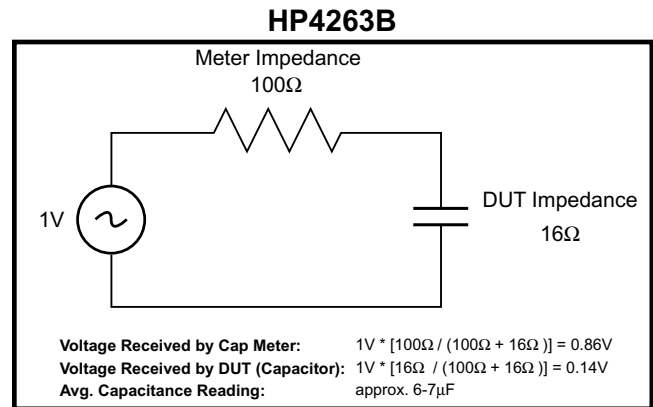 HP4263B
Meter Impedance
100Ω
1V
DUT Impedance
16Ω
Voltage Received by Cap Meter: 1V * [100Ω / (100Ω + 16Ω )] = 0.86V
Voltage Received by DUT (Capacitor): 1V * [16Ω / (100Ω + 16Ω )] = 0.14V
Avg. Capacitance Reading: approx. 6-7μF